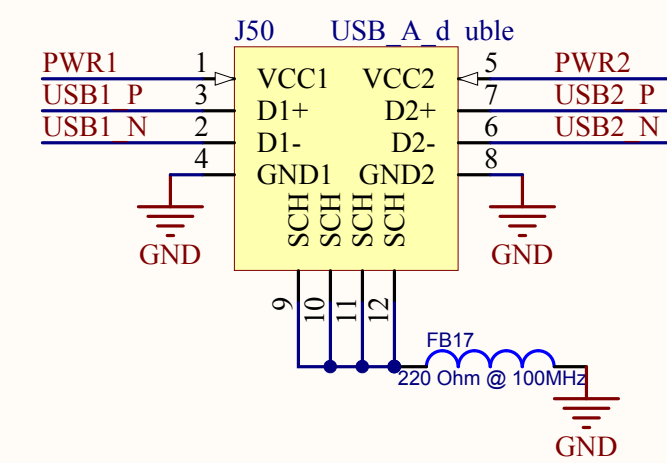 J50 USB_A_d uble
PWR1 1 VCC1 VCC2 5 PWR2
USB1_P 3 D1+ D2+ 7 USB2_P
USB1_N 2 D1- D2- 6 USB2_N
4 GND1 GND2 8
SCH SCH SCH SCH
GND GND
9 10 11 12
FB17
220 Ohm @ 100MHz
GND